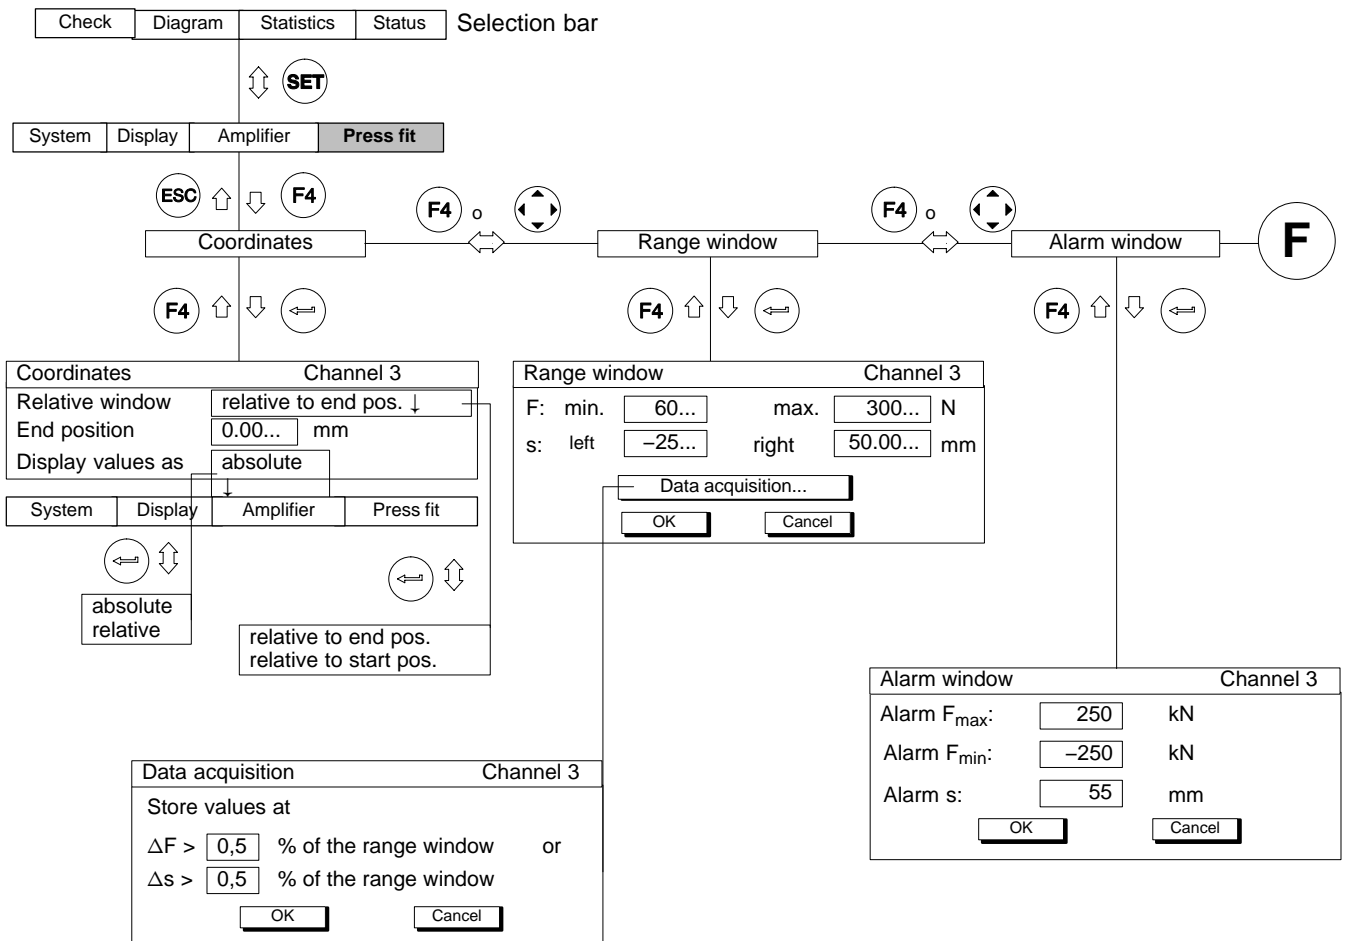 Check Diagram Statistics Status Selection bar
SET
System Display Amplifier Press fit
ESC F4
F4 o F4 o
Coordinates Range window Alarm window F
F4 F4 F4
Coordinates Channel 3
Relative window relative to end pos. ↓
End position 0.00... mm
Display values as absolute
↓
System Display Amplifier Press fit
absolute
relative
relative to end pos.
relative to start pos.
Range window Channel 3
F: min. 60... max. 300... N
s: left –25... right 50.00... mm
Data acquisition...
OK Cancel
Alarm window Channel 3
Alarm Fmax: 250 kN
Alarm Fmin: –250 kN
Alarm s: 55 mm
OK Cancel
Data acquisition Channel 3
Store values at
∆F > 0,5 % of the range window or
∆s > 0,5 % of the range window
OK Cancel